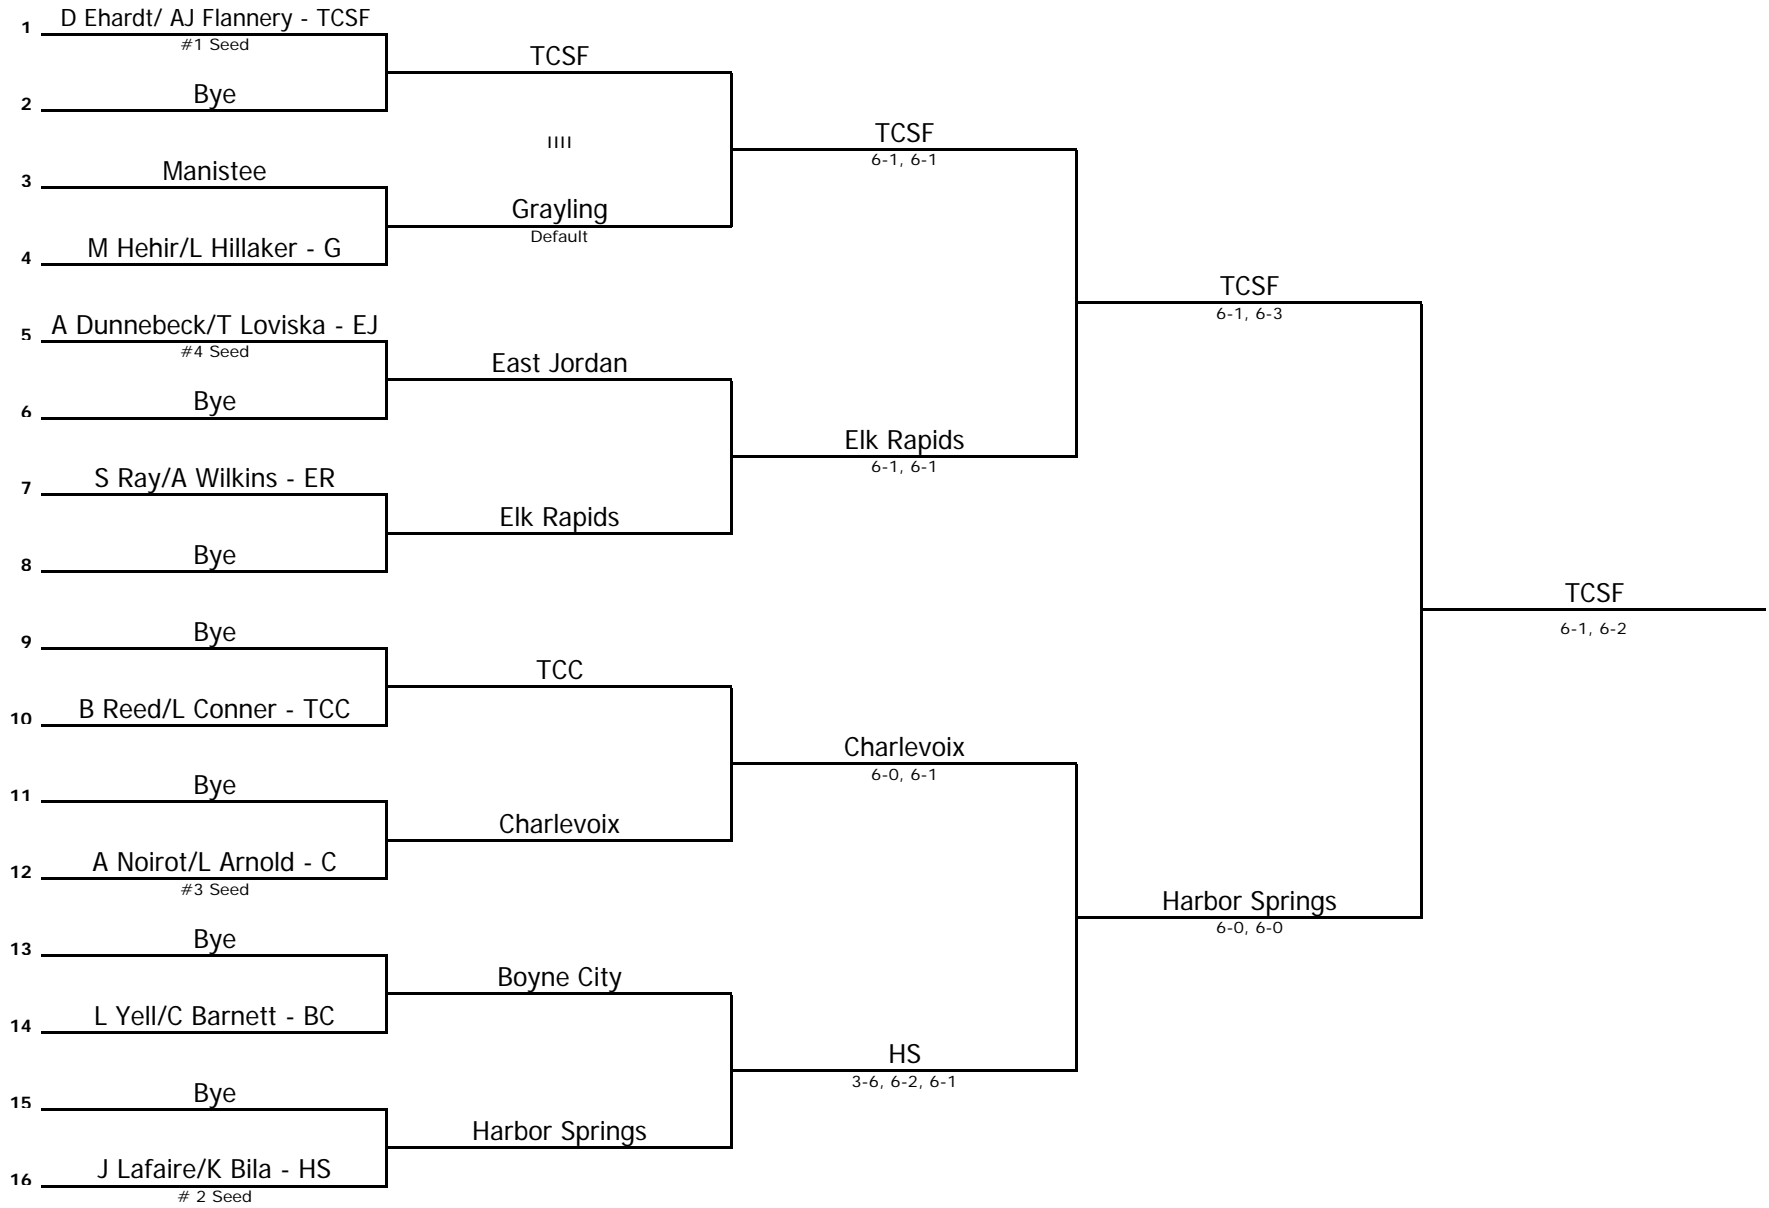 1 D Ehardt/ AJ Flannery - TCSF
#1 Seed
TCSF
2 Bye
TCSF
6-1, 6-1
IIII
3 Manistee
Grayling
Default
4 M Hehir/L Hillaker - G
TCSF
6-1, 6-3
5 A Dunnebeck/T Loviska - EJ
#4 Seed
East Jordan
6 Bye
Elk Rapids
6-1, 6-1
7 S Ray/A Wilkins - ER
Elk Rapids
8 Bye
TCSF
6-1, 6-2
9 Bye
TCC
10 B Reed/L Conner - TCC
Charlevoix
6-0, 6-1
11 Bye
Charlevoix
12 A Noirot/L Arnold - C
#3 Seed
Harbor Springs
6-0, 6-0
13 Bye
Boyne City
14 L Yell/C Barnett - BC
HS
3-6, 6-2, 6-1
15 Bye
Harbor Springs
16 J Lafaire/K Bila - HS
# 2 Seed